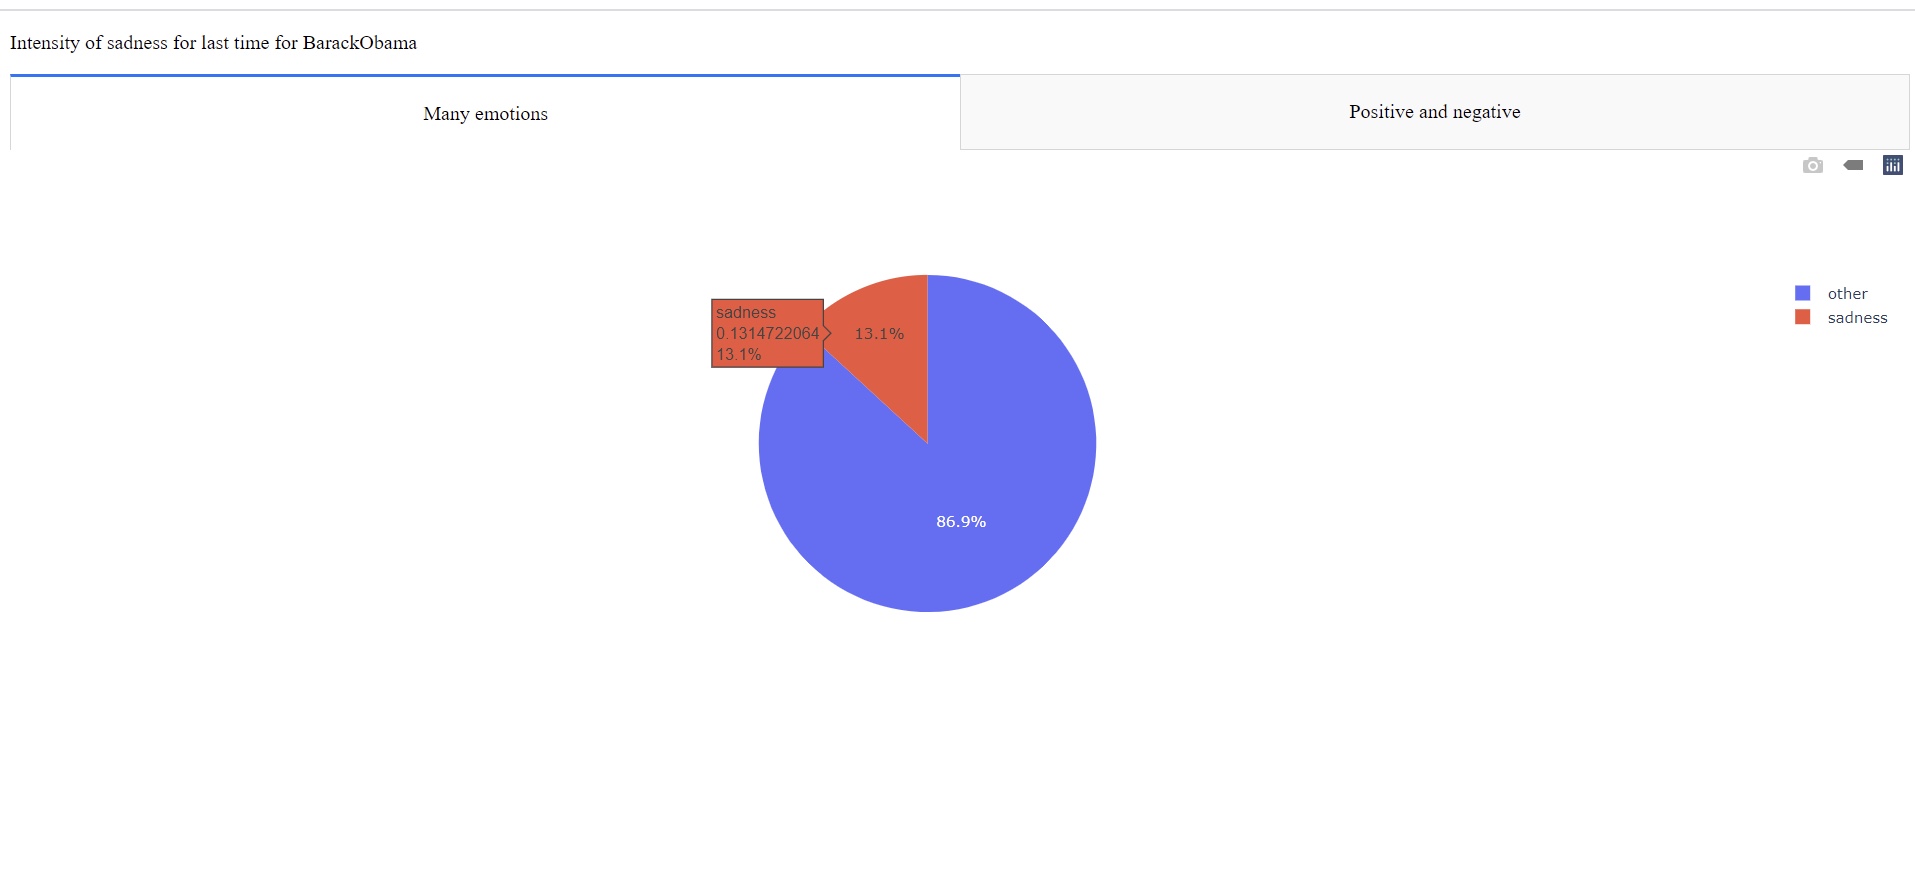 Intensity of sadness for last time for BarackObama
Many emotions
Positive and negative
other
sadness
sadness
0.1314722064
13.1%
13.1%
86.9%